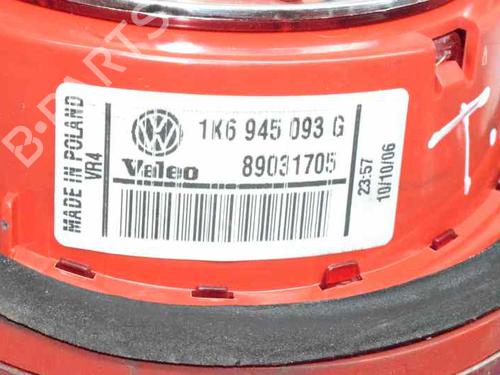 MADE IN POLAND
VR4
1K6 945 093 G
Valeo 89031705
23:57
10/10/06
B-PARTS